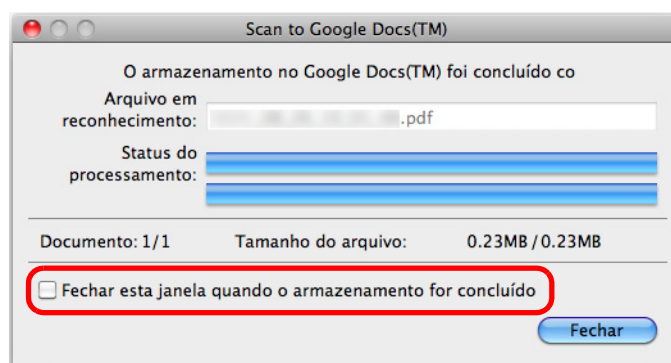 Scan to Google Docs(TM)
O armazenamento no Google Docs(TM) foi concluído co
Arquivo em
reconhecimento: .pdf
Status do
processamento:
Documento: 1/1 Tamanho do arquivo: 0.23MB / 0.23MB
Fechar esta janela quando o armazenamento for concluído
Fechar